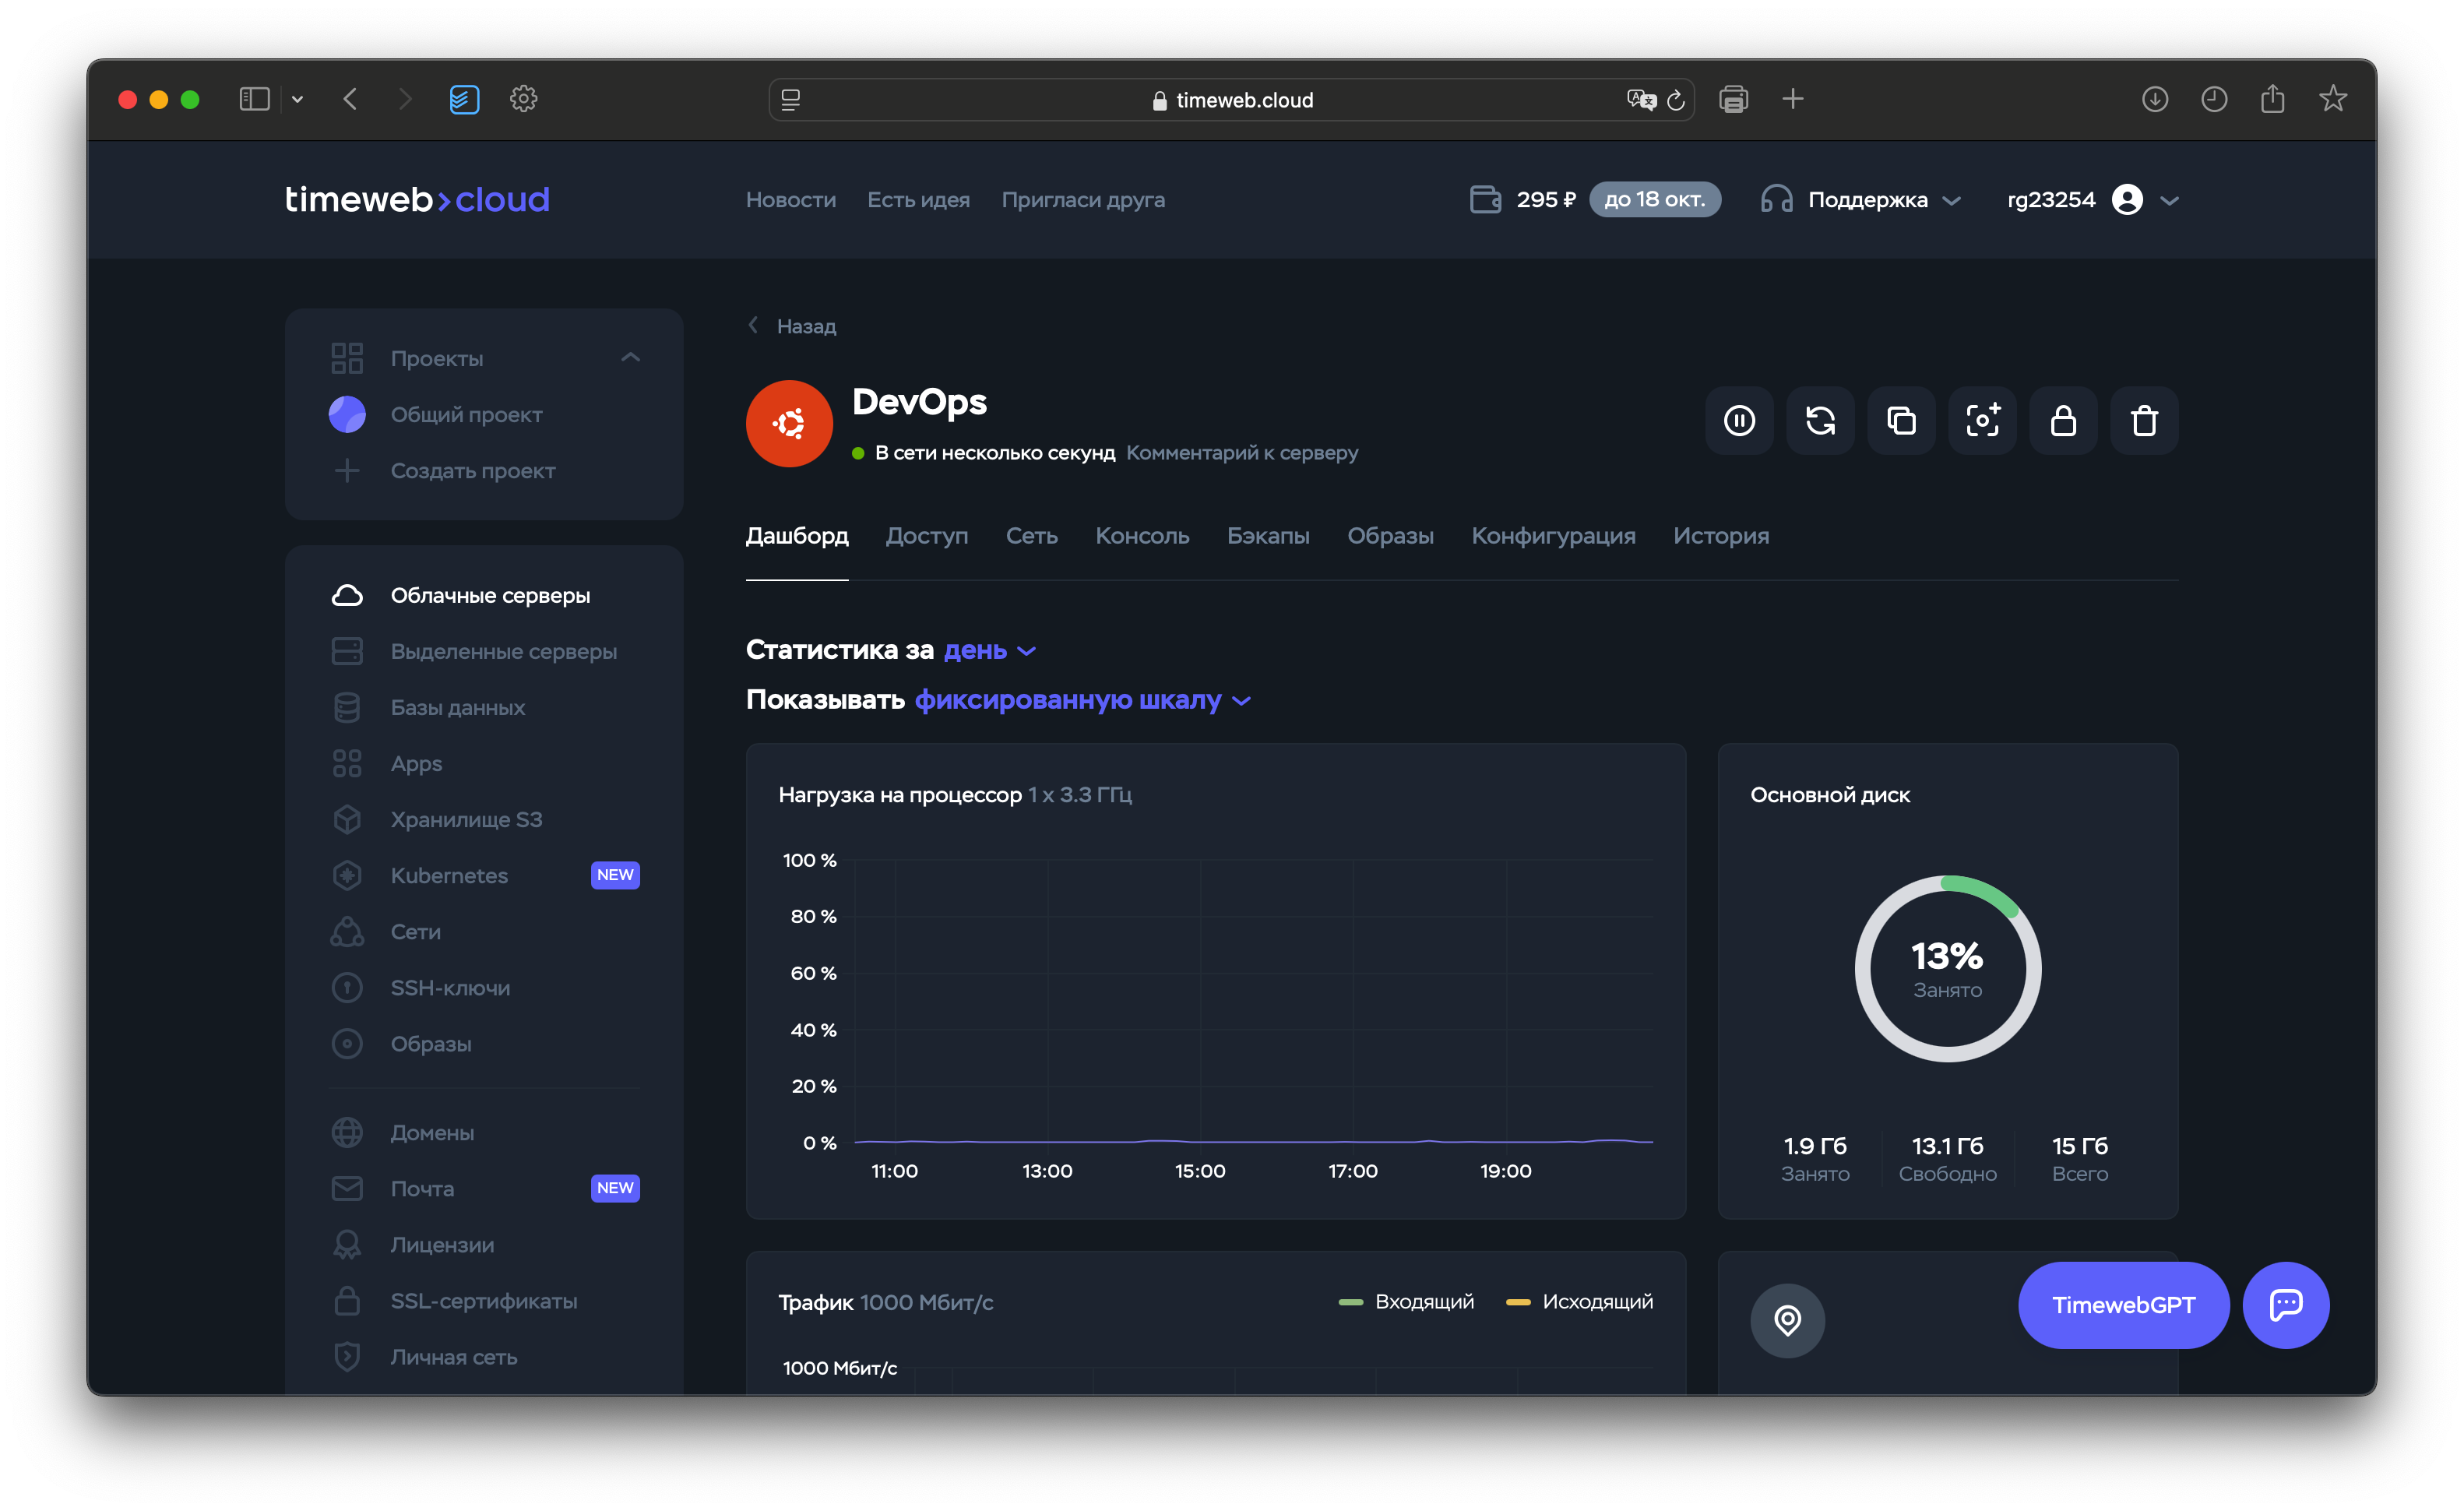 timeweb.cloud
timeweb>cloud
Новости Есть идея Пригласи друга
295 ₽ до 18 окт. Поддержка rg23254
Проекты
Общий проект
Создать проект
Облачные серверы
Выделенные серверы
Базы данных
Apps
Хранилище S3
Kubernetes NEW
Сети
SSH-ключи
Образы
Домены
Почта NEW
Лицензии
SSL-сертификаты
Личная сеть
Назад
DevOps
В сети несколько секунд Комментарий к серверу
Дашборд Доступ Сеть Консоль Бэкапы Образы Конфигурация История
Статистика за день
Показывать фиксированную шкалу
Нагрузка на процессор 1 x 3.3 ГГц
100 %
80 %
60 %
40 %
20 %
0 %
11:00 13:00 15:00 17:00 19:00
Основной диск
13%
Занято
1.9 Гб 13.1 Гб 15 Гб
Занято Свободно Всего
Трафик 1000 Мбит/с Входящий Исходящий
1000 Мбит/с
TimewebGPT